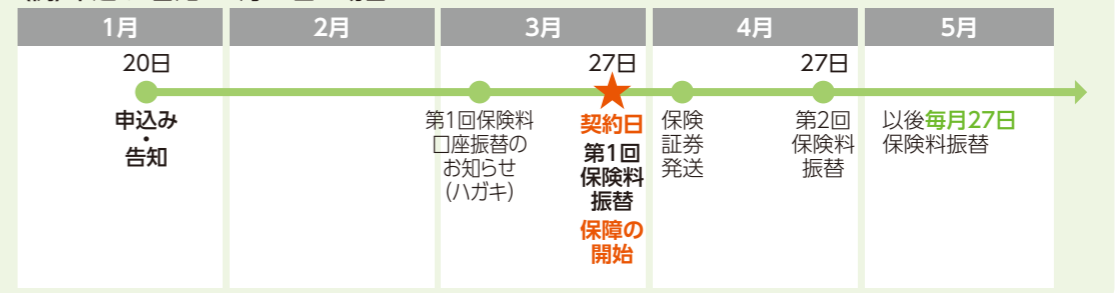 1月
2月
3月
4月
5月
20日
27日
27日
申込み
・
告知
第1回保険料
口座振替の
お知らせ
(ハガキ)
契約日
第1回
保険料
振替
保障の
開始
保険
証券
発送
第2回
保険料
振替
以後毎月27日
保険料振替